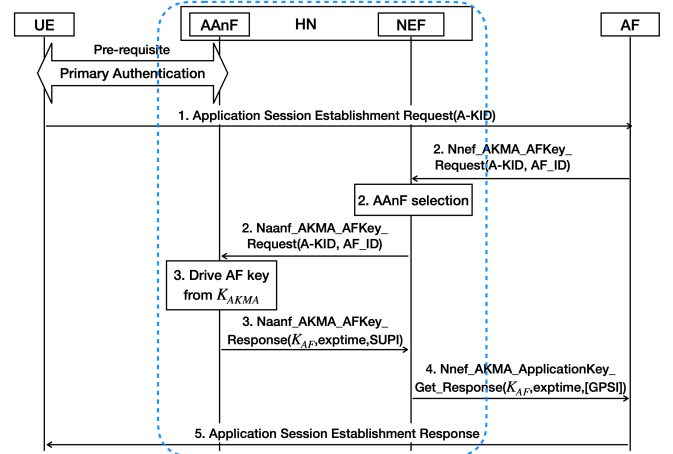 UE
AAnF
HN
NEF
AF
Pre-requisite
Primary Authentication
1. Application Session Establishment Request(A-KID)
2. Nnef_AKMA_AFKey_
Request(A-KID, AF_ID)
2. AAnF selection
2. Naanf_AKMA_AFKey_
Request(A-KID, AF_ID)
3. Drive AF key
from K_AKMA
3. Naanf_AKMA_AFKey_
Response(K_AF,exptime,SUPI)
4. Nnef_AKMA_ApplicationKey_
Get_Response(K_AF,exptime,[GPSI])
5. Application Session Establishment Response